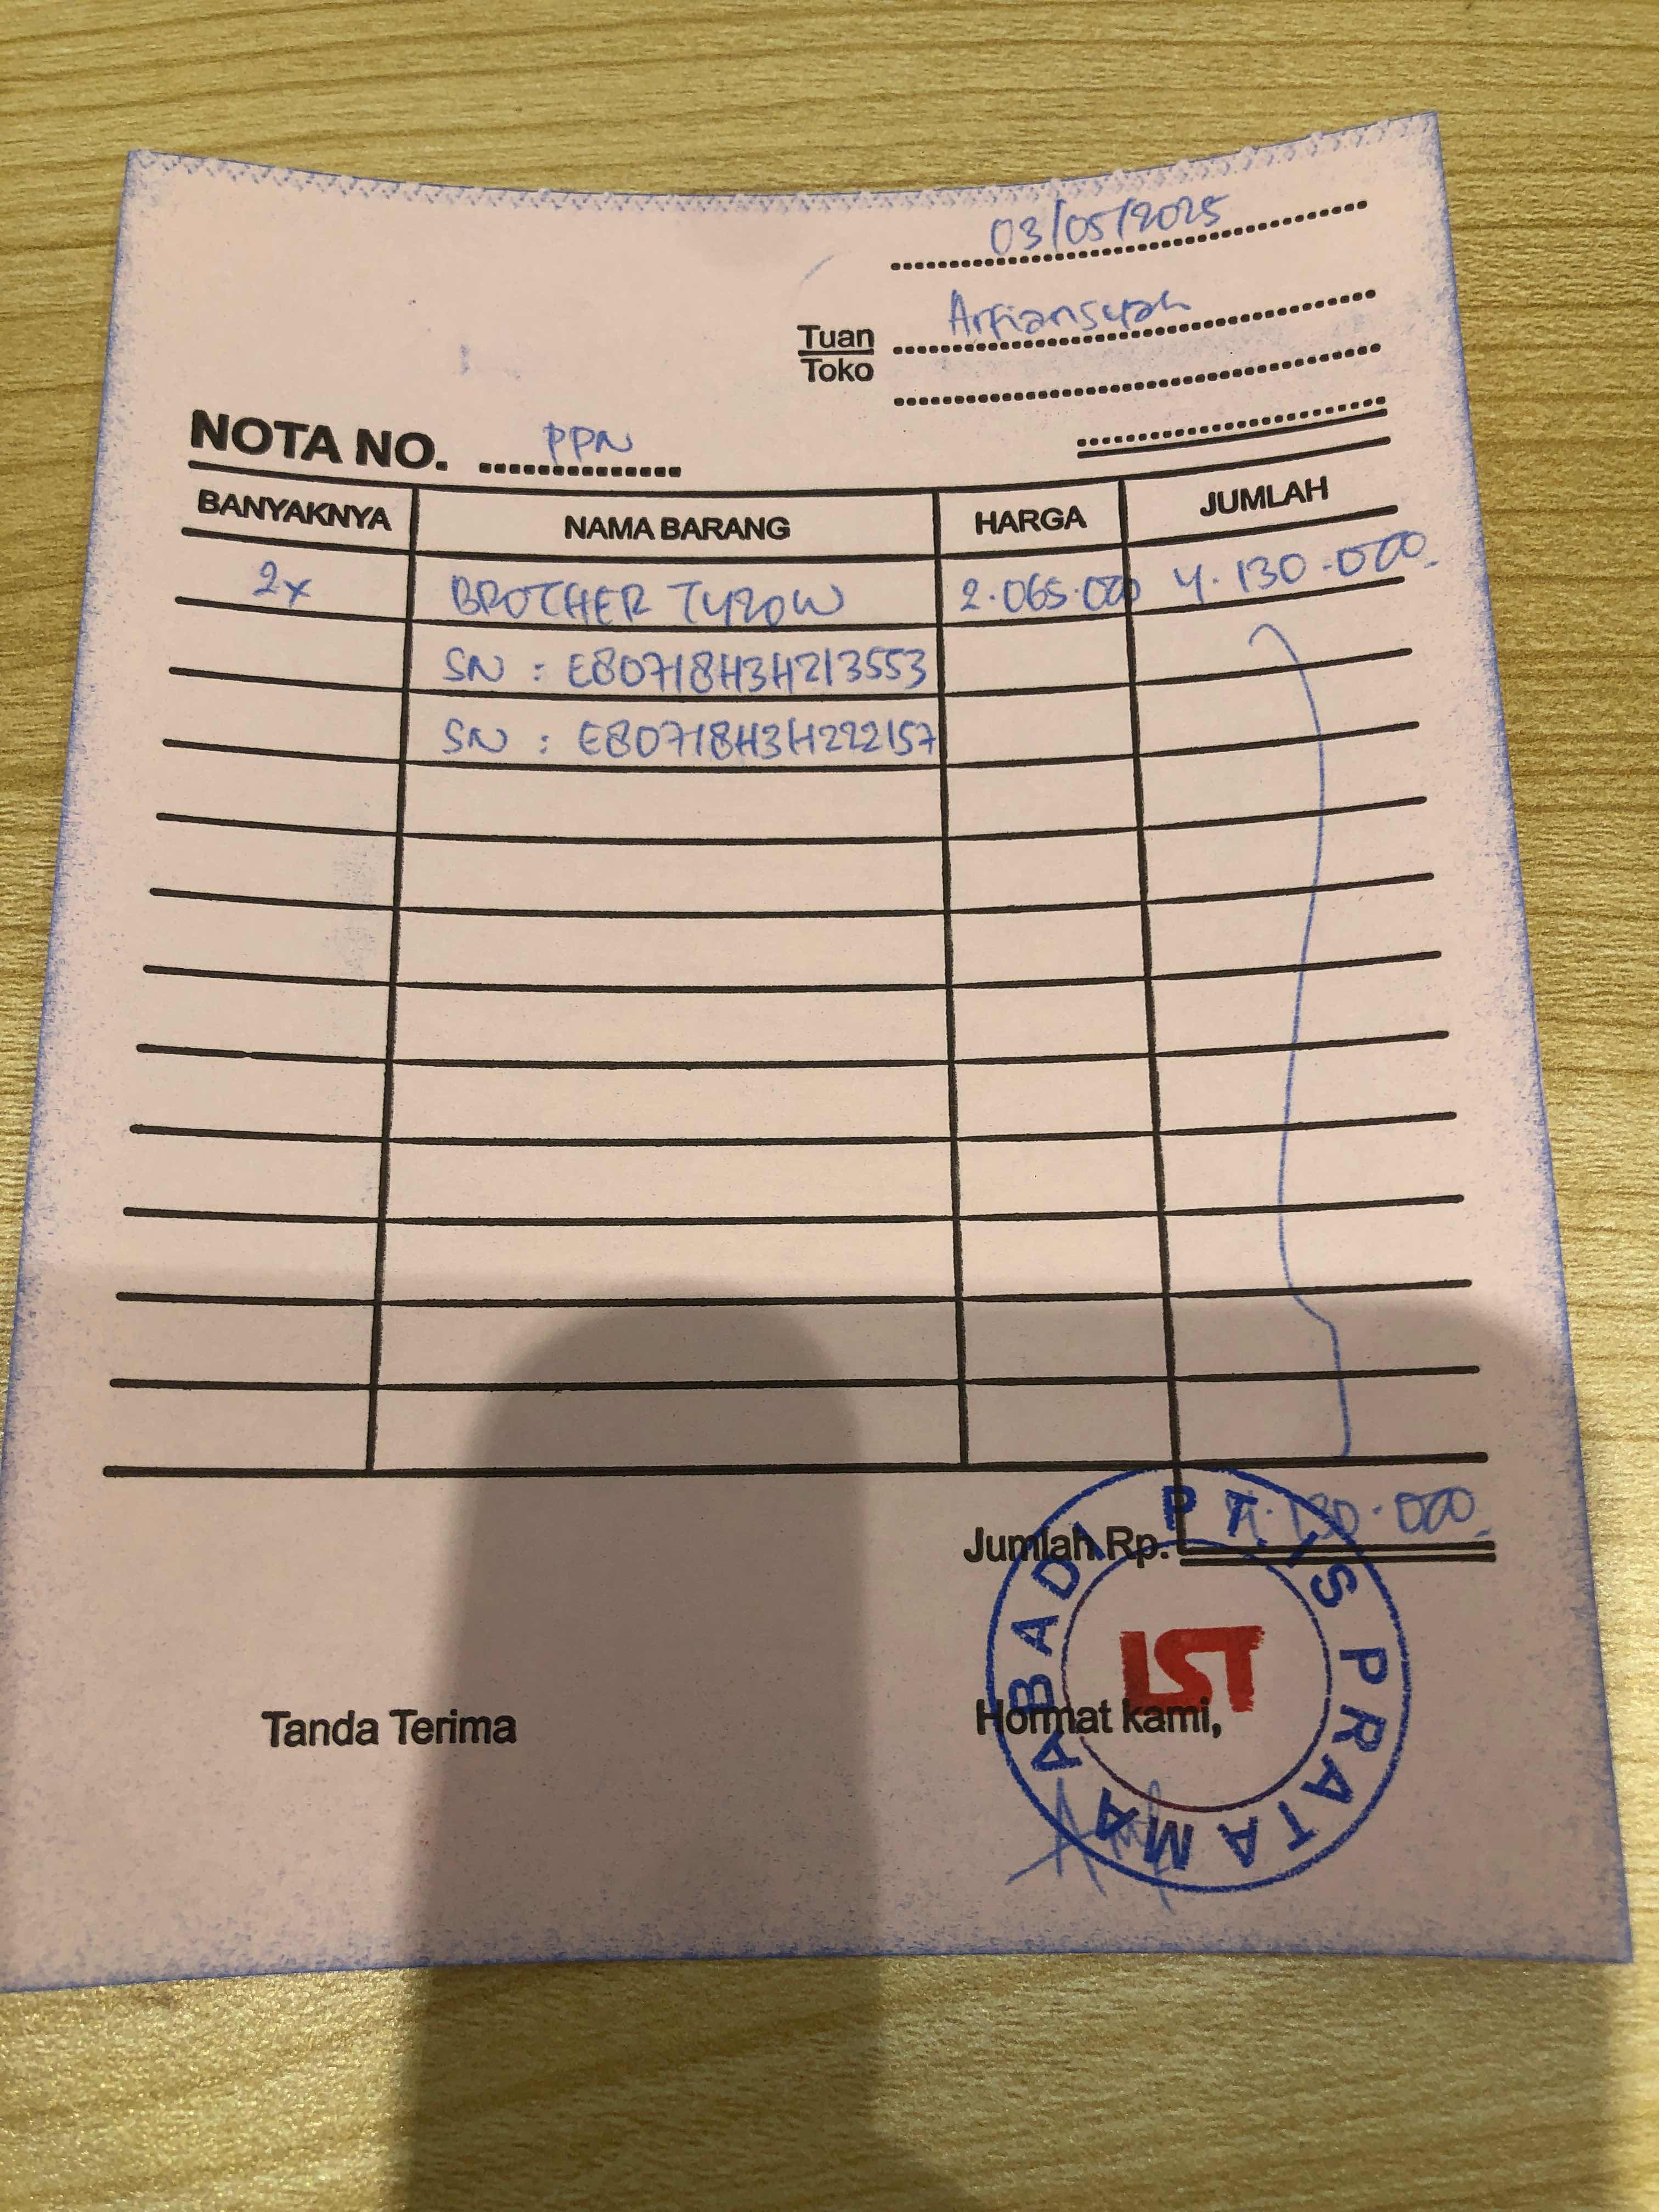 03/05/2025
Tuan Arfiansyah
Toko
NOTA NO. PPN
BANYAKNYA NAMA BARANG HARGA JUMLAH
2x BROTHER T420W 2.065.000 4.130.000.-
SN : E80718H3H213553
SN : E80718H3H222157
Jumlah Rp. 4.130.000.-
PT. IS PRATAMA ABADI
IST
Tanda Terima Hormat kami,